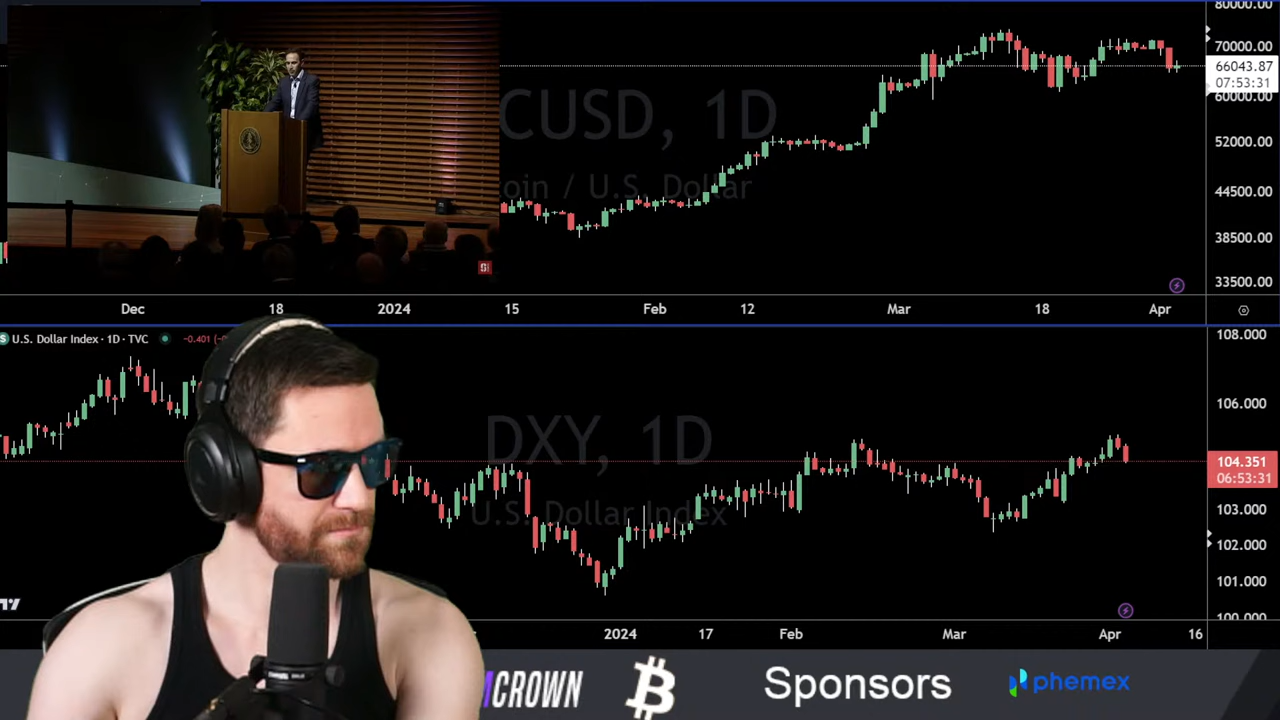 80000.00
70000.00
66043.87
07:53:31
60000.00
CUSD, 1D
52000.00
oin / U.S. Dollar
44500.00
38500.00
33500.00
Dec 18 2024 15 Feb 12 Mar 18 Apr
S U.S. Dollar Index · 1D · TVC -0.401 (-0
108.000
106.000
DXY, 1D
104.351
06:53:31
U.S. Dollar Index
103.000
102.000
101.000
100.000
2024 17 Feb Mar Apr 16
MCROWN Sponsors phemex